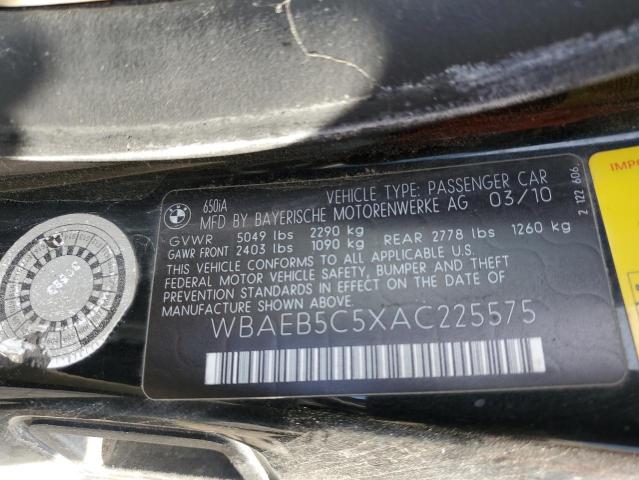 BMW
650iA
VEHICLE TYPE: PASSENGER CAR
MFD BY BAYERISCHE MOTORENWERKE AG 03/10
GVWR 5049 lbs 2290 kg
GAWR FRONT 2403 lbs 1090 kg REAR 2778 lbs 1260 kg
THIS VEHICLE CONFORMS TO ALL APPLICABLE
FEDERAL MOTOR VEHICLE SAFETY, BUMPER AND THEFT
PREVENTION STANDARDS IN EFFECT ON THE DATE OF
MANUFACTURE SHOWN ABOVE.
WBAEB5C5XAC225575
2 122 606